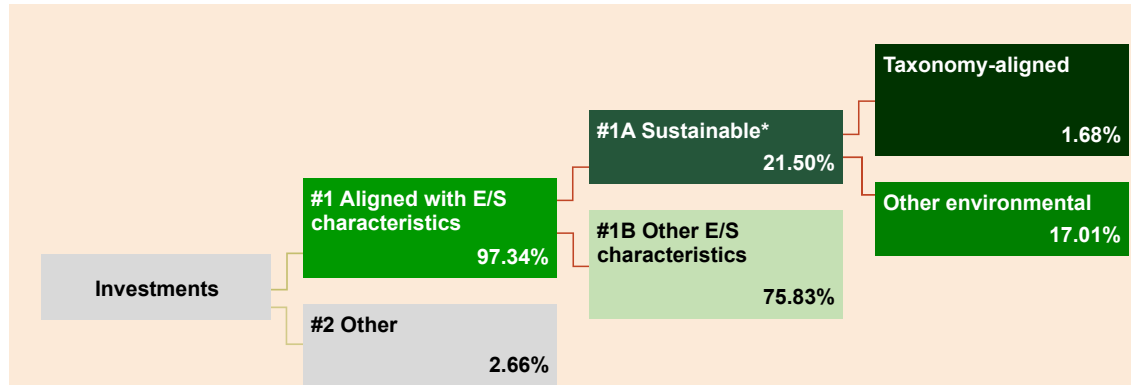 Investments
#1 Aligned with E/S
characteristics
97.34%
#2 Other
2.66%
#1A Sustainable*
21.50%
#1B Other E/S
characteristics
75.83%
Taxonomy-aligned
1.68%
Other environmental
17.01%